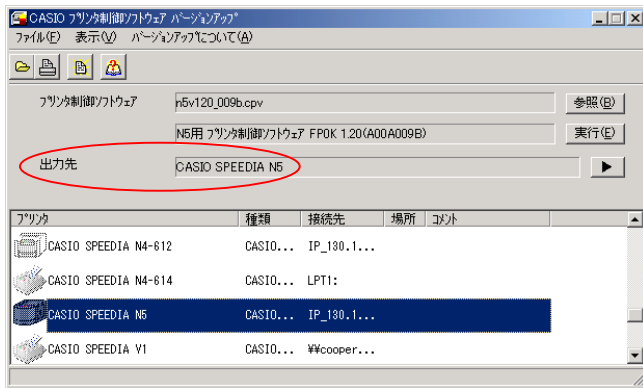 CASIO プリンタ制御ソフトウェア バージョンアップ
ファイル(F) 表示(V) バージョンアップについて(A)
プリンタ制御ソフトウェア n5v120_009b.cpv 参照(B)
N5用 プリンタ制御ソフトウェア FPOK 1.20(A00A009B) 実行(E)
出力先 CASIO SPEEDIA N5
プリンタ 種類 接続先 場所 コメント
CASIO SPEEDIA N4-612 CASIO... IP_130.1...
CASIO SPEEDIA N4-614 CASIO... LPT1:
CASIO SPEEDIA N5 CASIO... IP_130.1...
CASIO SPEEDIA V1 CASIO... ¥¥cooper...